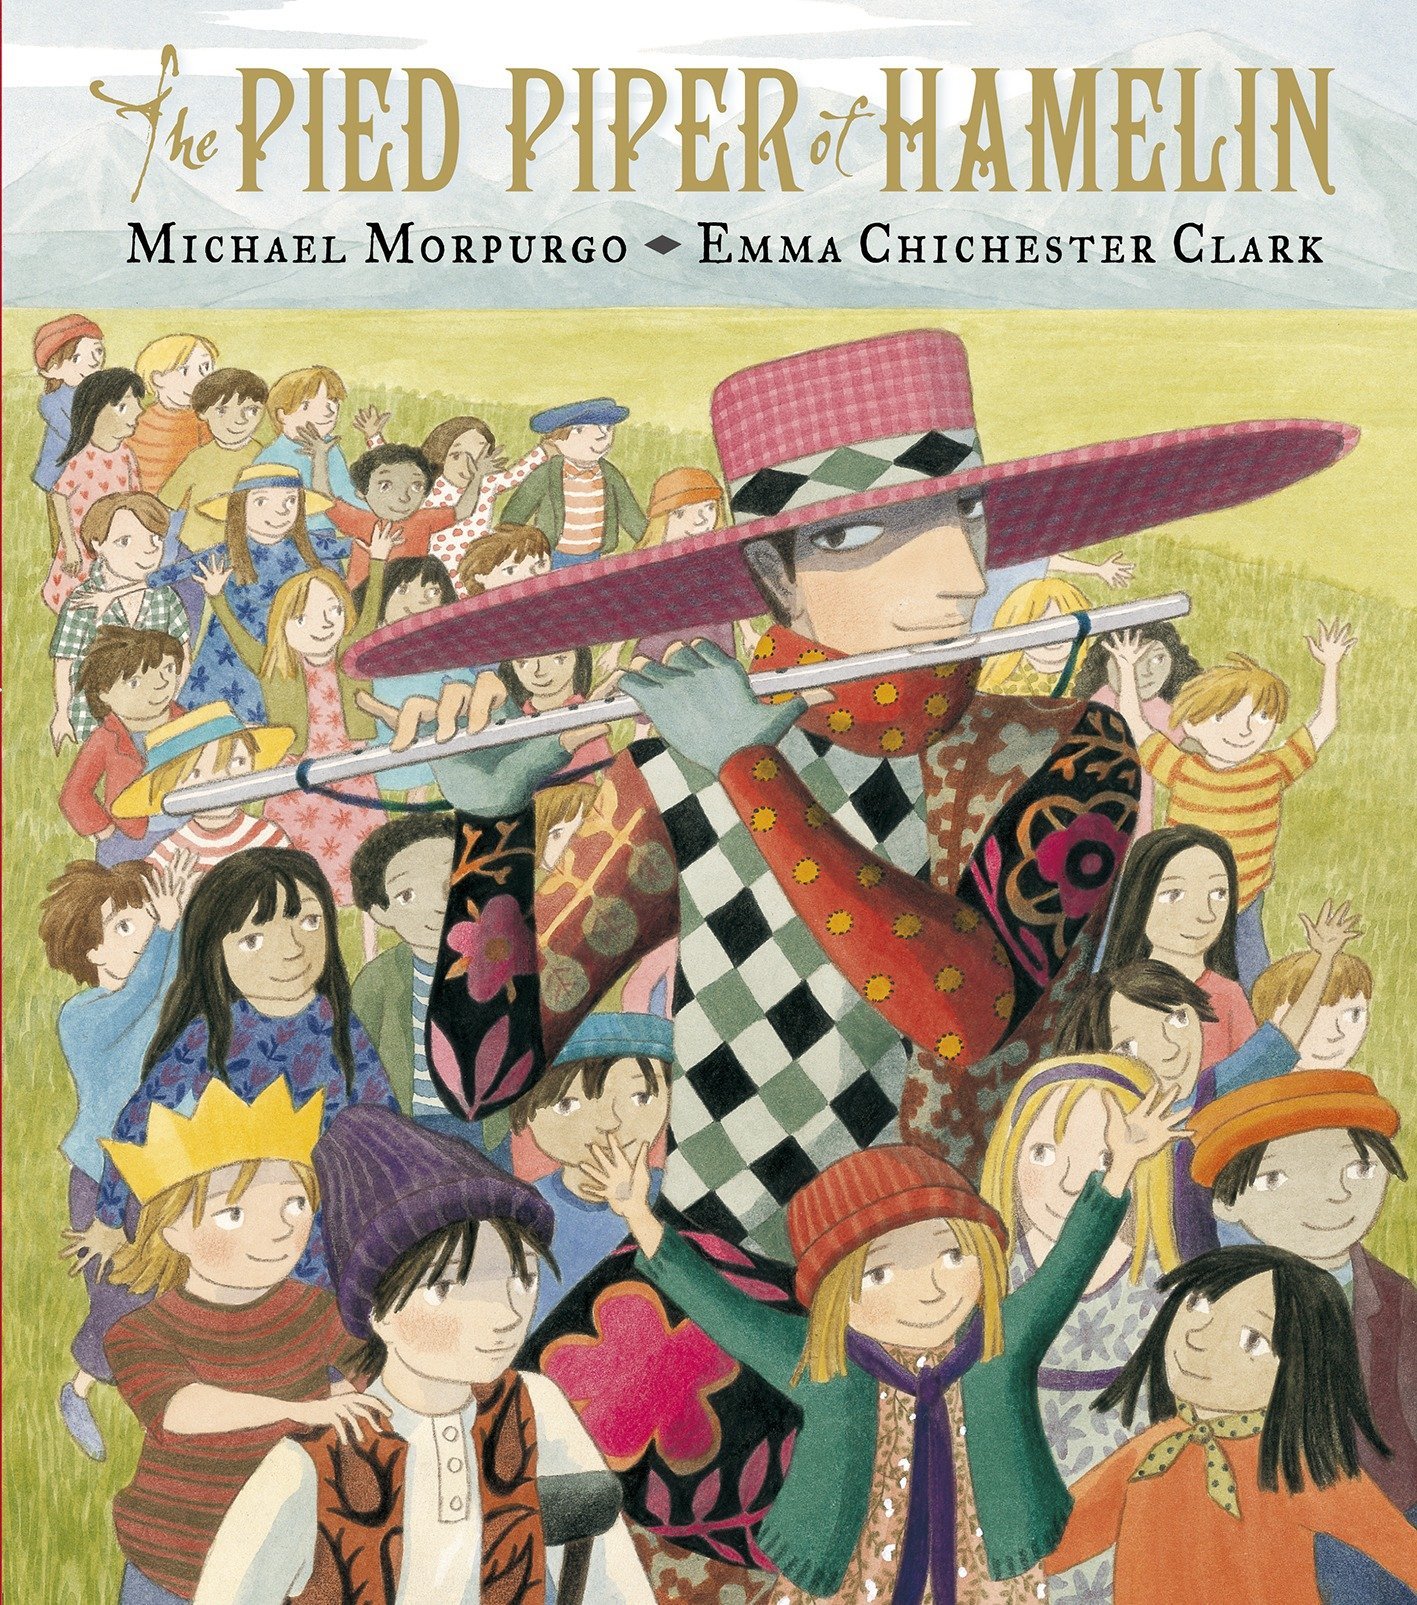 The PIED PIPER of HAMELIN
MICHAEL MORPURGO ◆ EMMA CHICHESTER CLARK